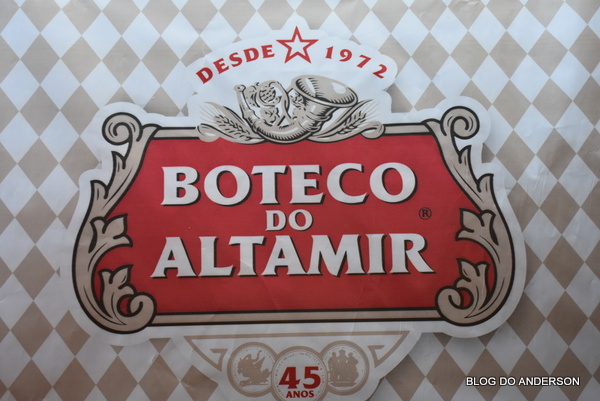 DESDE 1972
BOTECO
DO
ALTAMIR ®
45
ANOS
BLOG DO ANDERSON